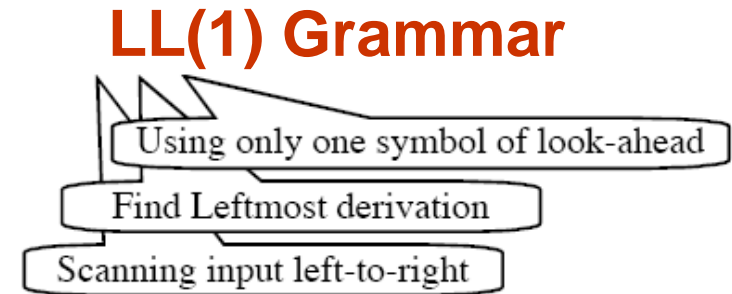 LL(1) Grammar
Using only one symbol of look-ahead
Find Leftmost derivation
Scanning input left-to-right